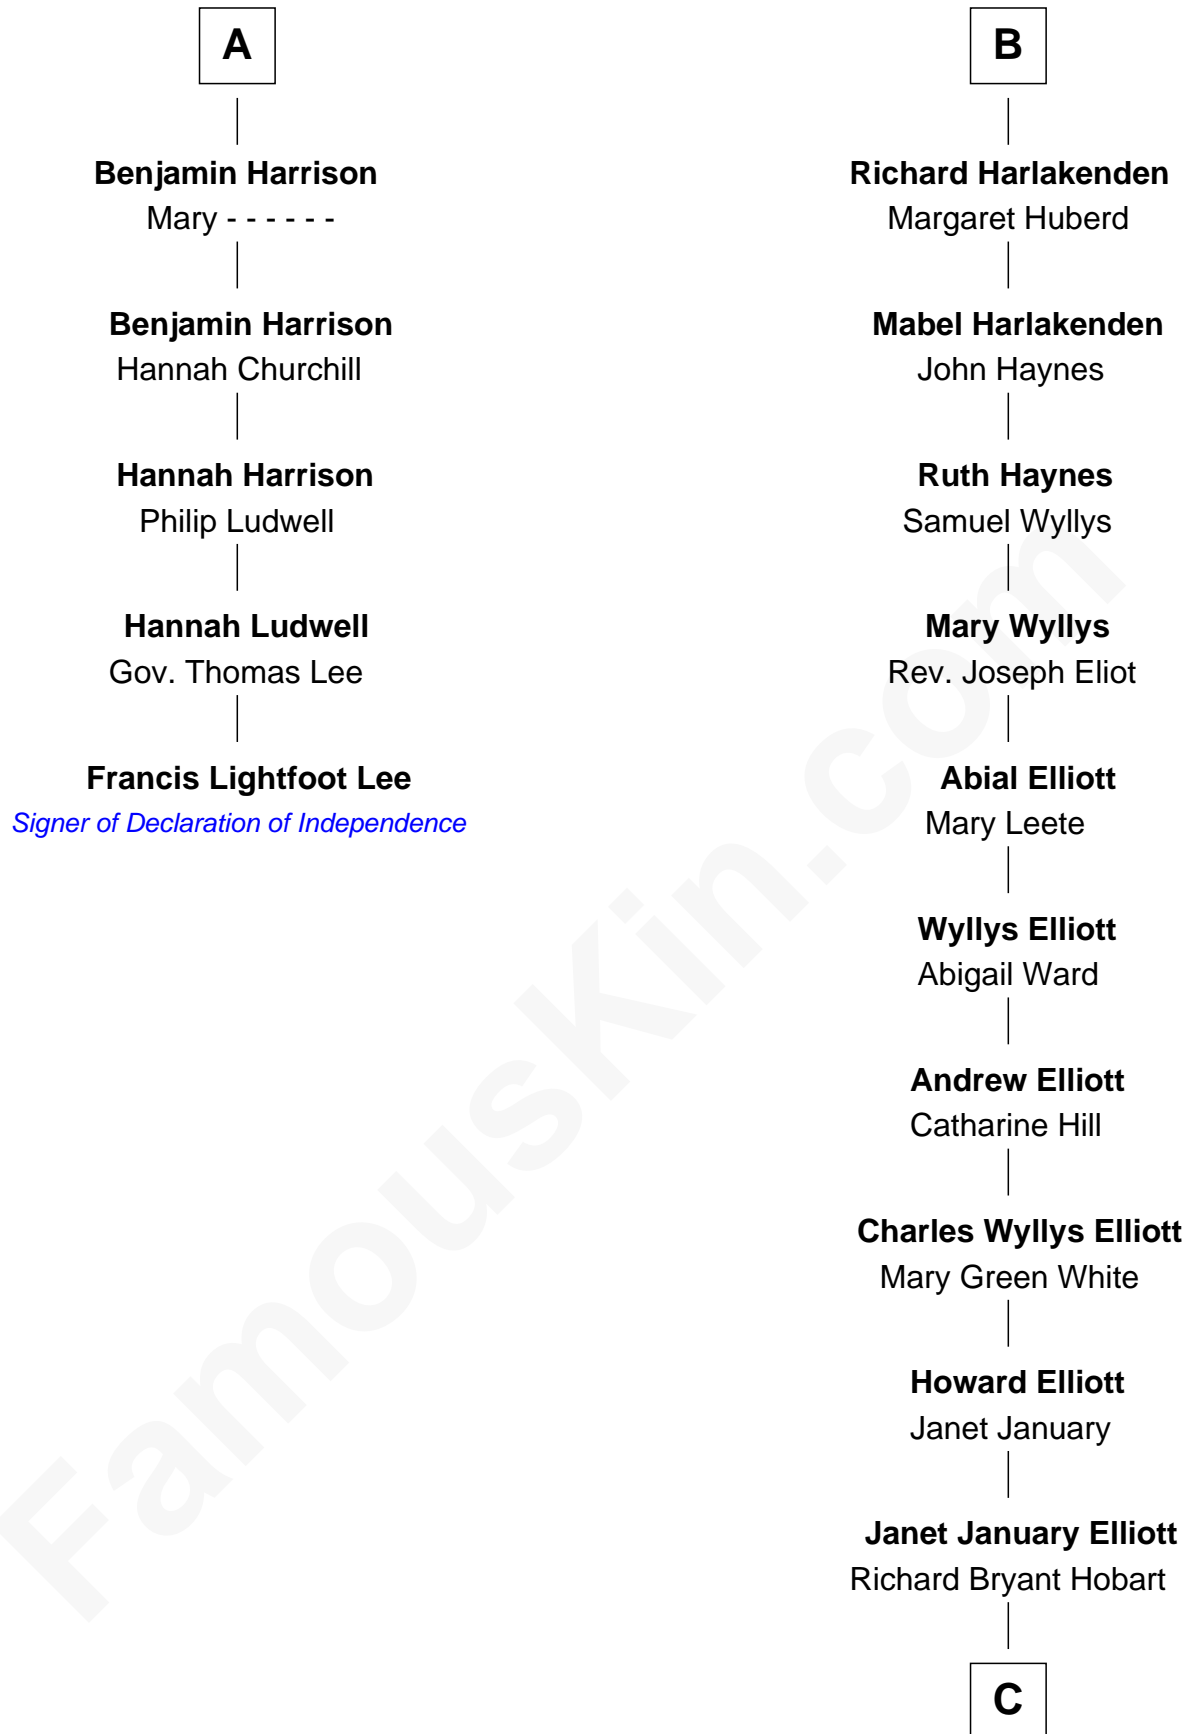 A
Benjamin Harrison
Mary - - - - - -
Benjamin Harrison
Hannah Churchill
Hannah Harrison
Philip Ludwell
Hannah Ludwell
Gov. Thomas Lee
Francis Lightfoot Lee
Signer of Declaration of Independence
B
Richard Harlakenden
Margaret Huberd
Mabel Harlakenden
John Haynes
Ruth Haynes
Samuel Wyllys
Mary Wyllys
Rev. Joseph Eliot
Abial Elliott
Mary Leete
Wyllys Elliott
Abigail Ward
Andrew Elliott
Catharine Hill
Charles Wyllys Elliott
Mary Green White
Howard Elliott
Janet January
Janet January Elliott
Richard Bryant Hobart
C
FamousKin.com